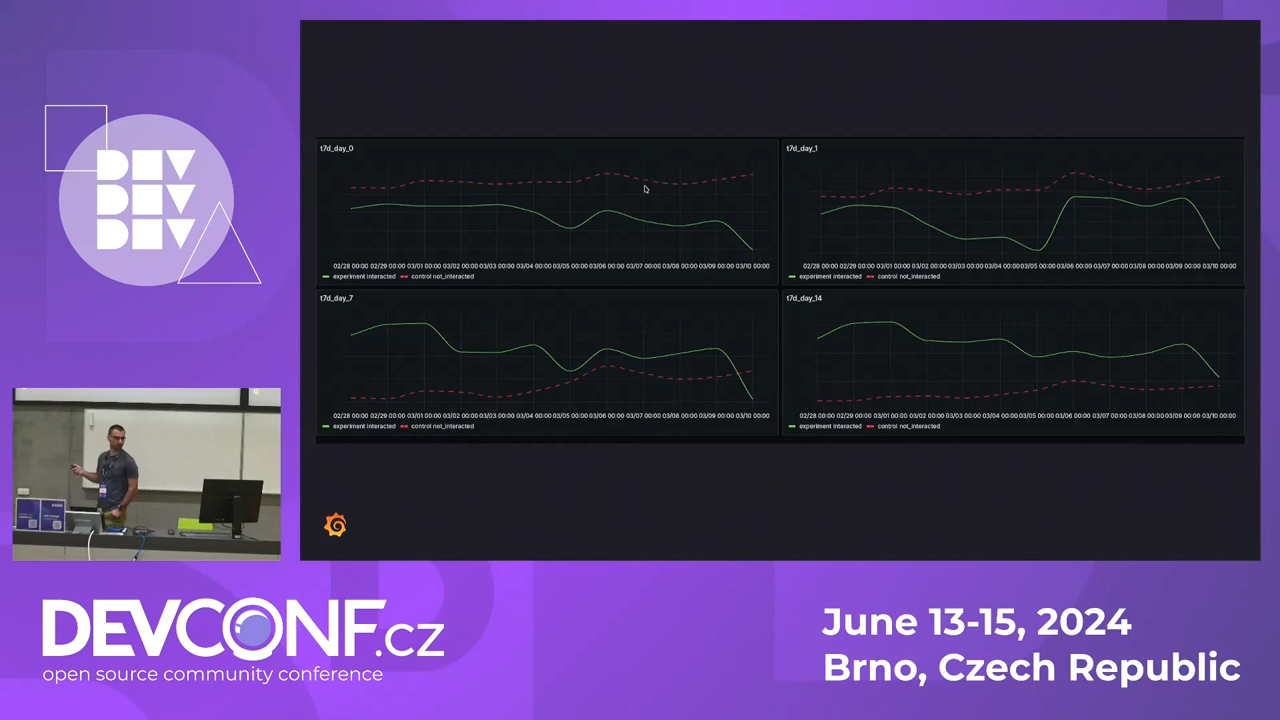 DEV
DEV
DEV
t7d_day_0
02/28 00:00 02/29 00:00 03/01 00:00 03/02 00:00 03/03 00:00 03/04 00:00 03/05 00:00 03/06 00:00 03/07 00:00 03/08 00:00 03/09 00:00 03/10 00:00
experiment interacted control not_interacted
t7d_day_1
02/28 00:00 02/29 00:00 03/01 00:00 03/02 00:00 03/03 00:00 03/04 00:00 03/05 00:00 03/06 00:00 03/07 00:00 03/08 00:00 03/09 00:00 03/10 00:00
experiment interacted control not_interacted
t7d_day_7
02/28 00:00 02/29 00:00 03/01 00:00 03/02 00:00 03/03 00:00 03/04 00:00 03/05 00:00 03/06 00:00 03/07 00:00 03/08 00:00 03/09 00:00 03/10 00:00
experiment interacted control not_interacted
t7d_day_14
02/28 00:00 02/29 00:00 03/01 00:00 03/02 00:00 03/03 00:00 03/04 00:00 03/05 00:00 03/06 00:00 03/07 00:00 03/08 00:00 03/09 00:00 03/10 00:00
experiment interacted control not_interacted
DEVCONF.cz
open source community conference
June 13-15, 2024
Brno, Czech Republic